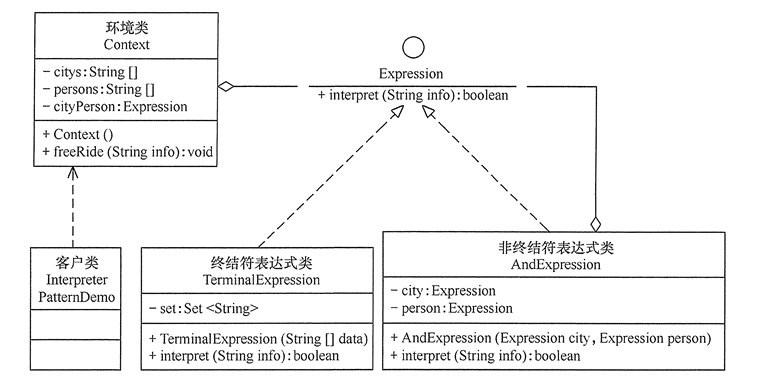 环境类
Context
- citys:String []
- persons:String []
- cityPerson:Expression
+ Context ()
+ freeRide (String info):void
Expression
+ interpret (String info):boolean
客户类
Interpreter
PatternDemo
终结符表达式类
TerminalExpression
- set:Set <String>
+ TerminalExpression (String [] data)
+ interpret (String info):boolean
非终结符表达式类
AndExpression
- city:Expression
- person:Expression
+ AndExpression (Expression city, Expression person)
+ interpret (String info):boolean